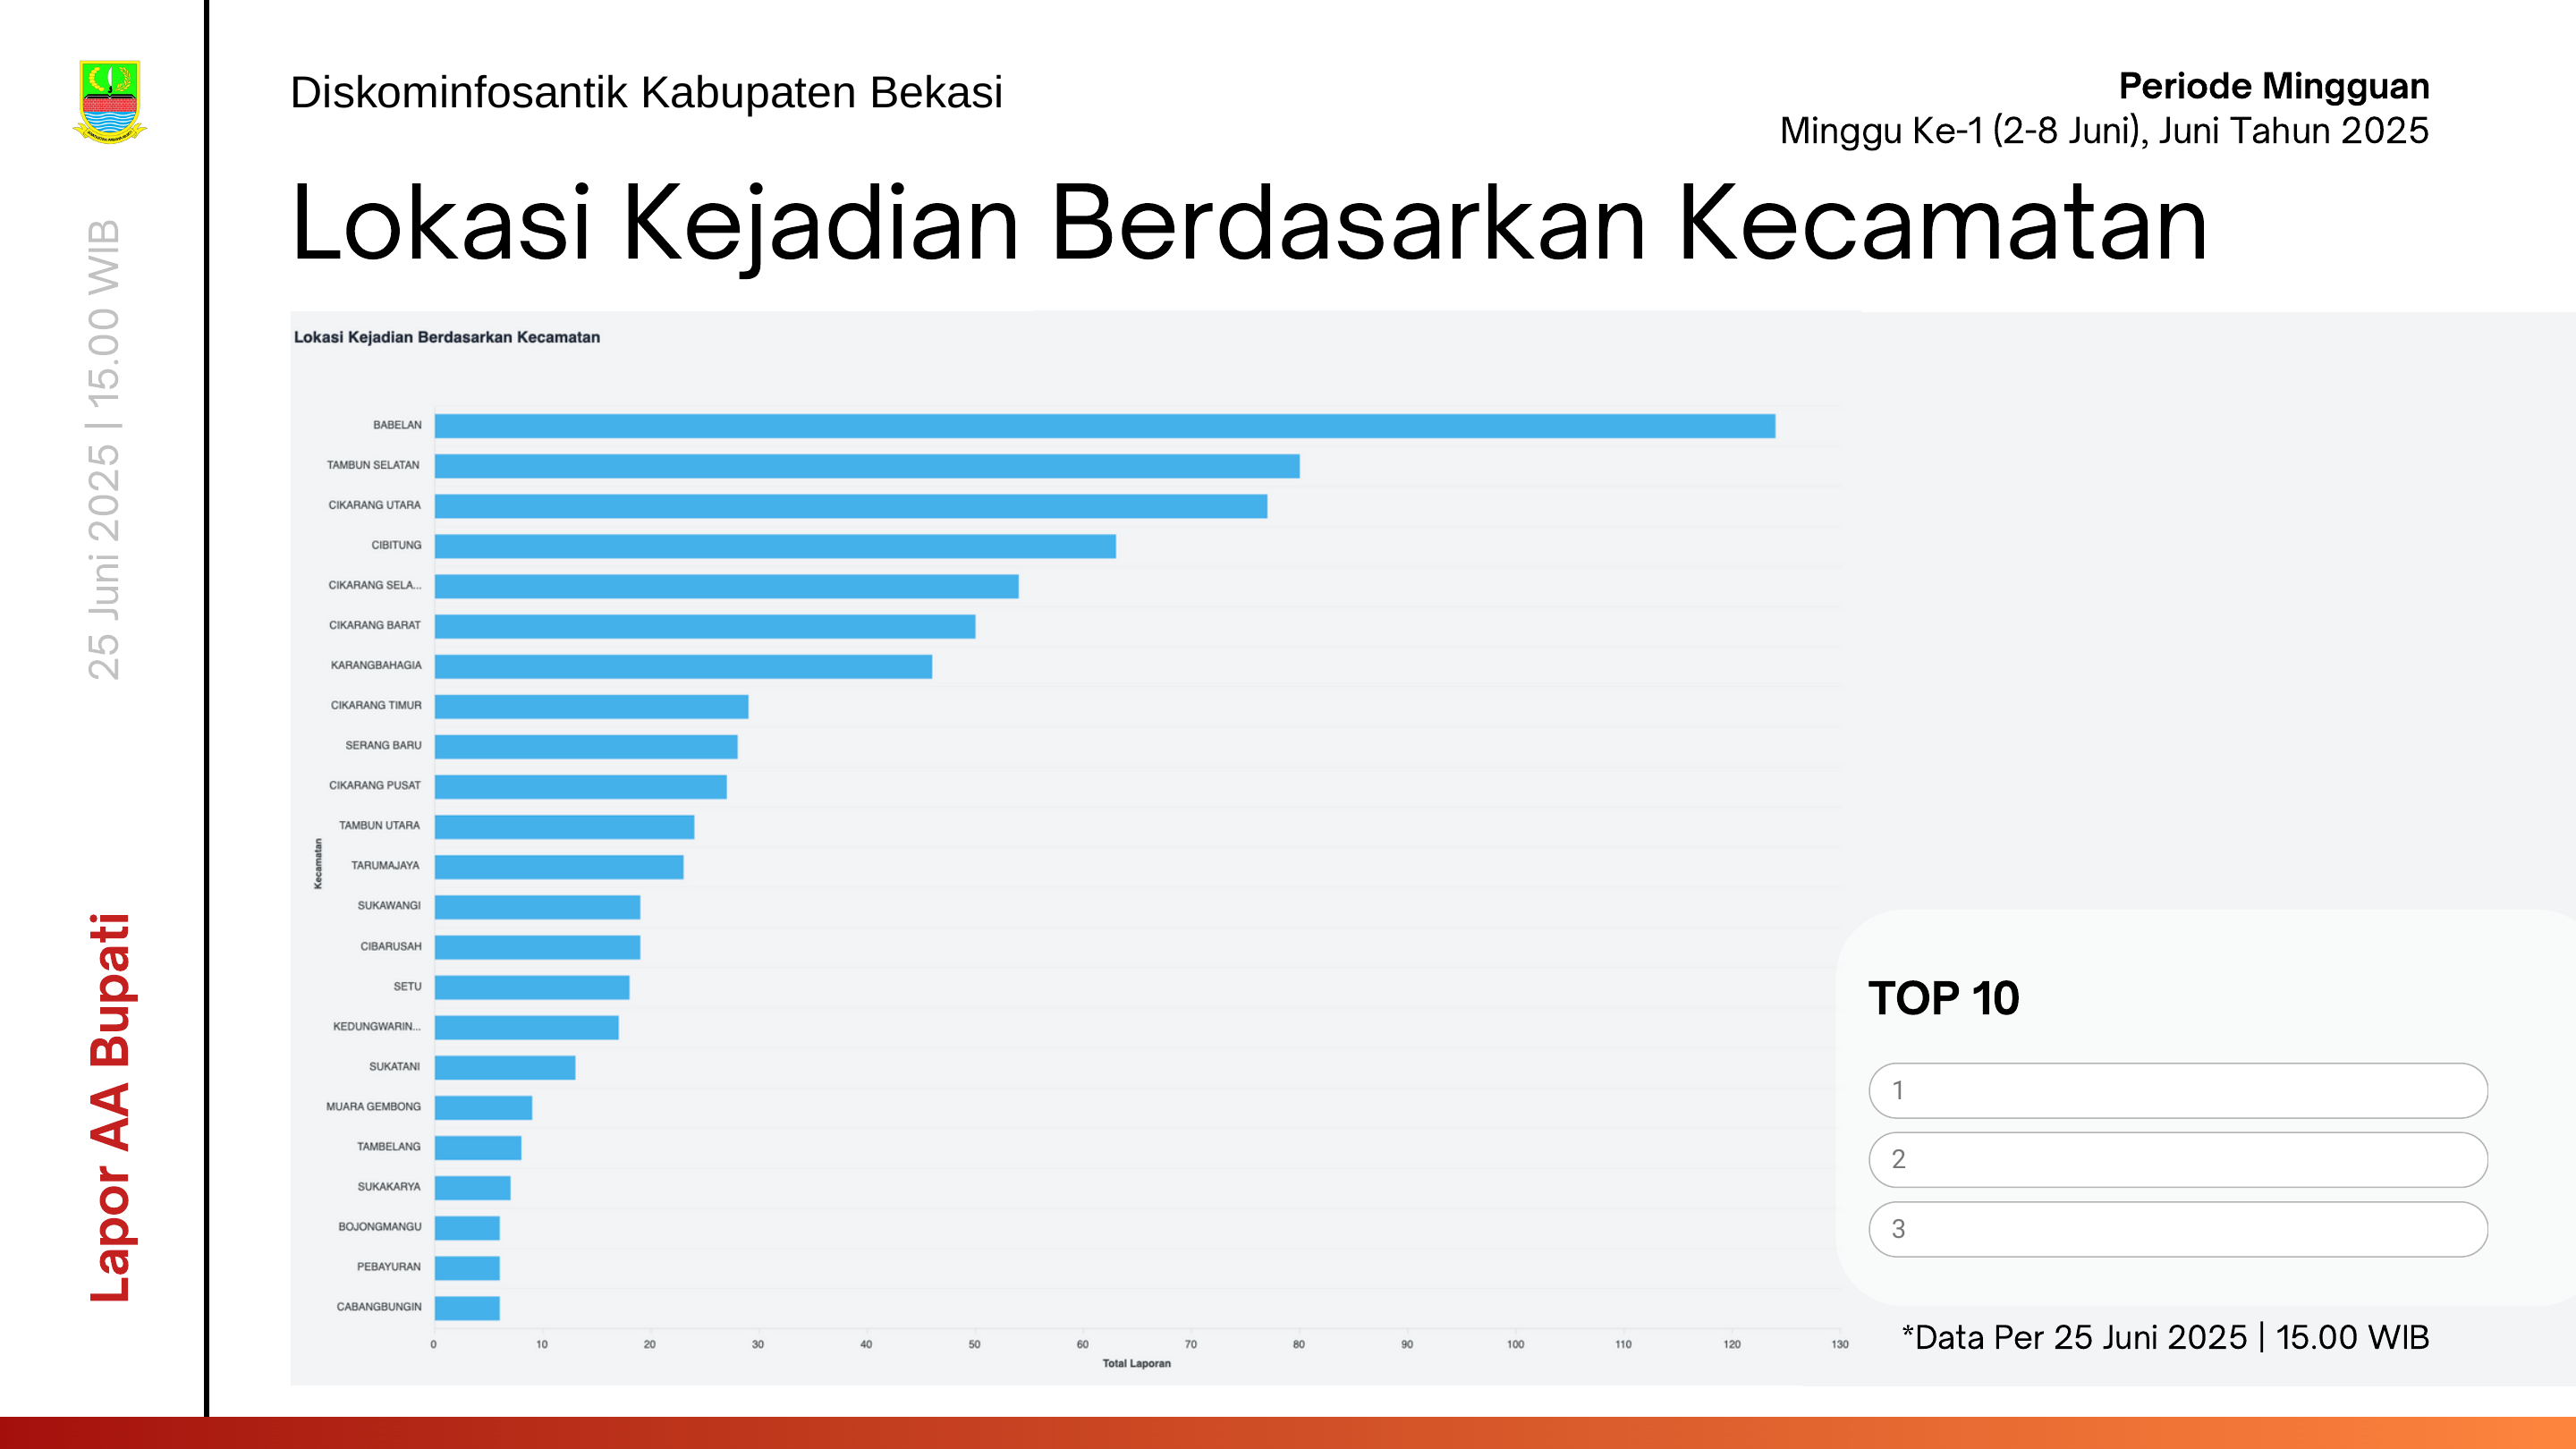 Diskominfosantik Kabupaten Bekasi
Periode Mingguan
Minggu Ke-1 (2-8 Juni), Juni Tahun 2025
Lokasi Kejadian Berdasarkan Kecamatan
25 Juni 2025 | 15.00 WIB
Lapor AA Bupati
Lokasi Kejadian Berdasarkan Kecamatan
Kecamatan
BABELAN
TAMBUN SELATAN
CIKARANG UTARA
CIBITUNG
CIKARANG SELA...
CIKARANG BARAT
KARANGBAHAGIA
CIKARANG TIMUR
SERANG BARU
CIKARANG PUSAT
TAMBUN UTARA
TARUMAJAYA
SUKAWANGI
CIBARUSAH
SETU
KEDUNGWARIN...
SUKATANI
MUARA GEMBONG
TAMBELANG
SUKAKARYA
BOJONGMANGU
PEBAYURAN
CABANGBUNGIN
0 10 20 30 40 50 60 70 80 90 100 110 120 130
Total Laporan
TOP 10
1
2
3
*Data Per 25 Juni 2025 | 15.00 WIB